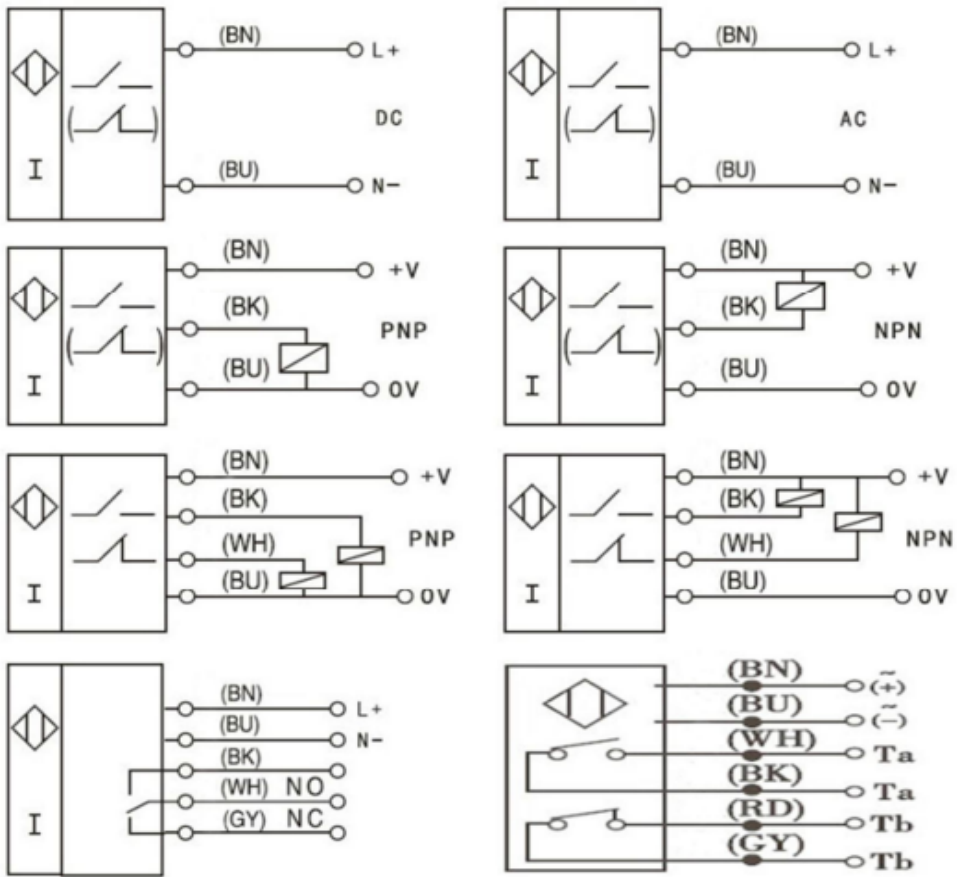 (BN) L+
DC
I
(BU) N-
(BN) L+
AC
I
(BU) N-
(BN) +V
(BK)
PNP
(BU)
I
0V
(BN) +V
(BK)
NPN
(BU)
I
0V
(BN) +V
(BK)
PNP
(WH)
(BU)
I
0V
(BN) +V
(BK)
NPN
(WH)
(BU)
I
0V
(BN) L+
(BU) N-
(BK)
(WH) NO
I
(GY) NC
(BN) ~(+)
(BU) ~(-)
(WH) Ta
(BK) Ta
(RD) Tb
(GY) Tb